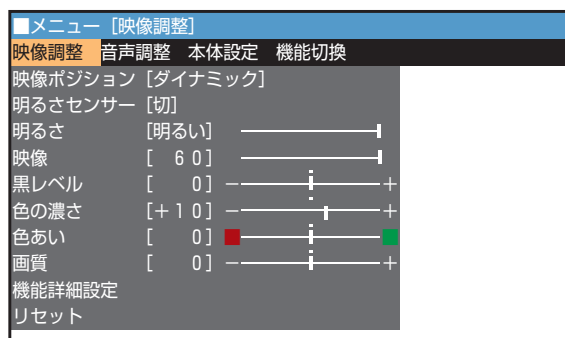 ■メニュー [映像調整]
映像調整 音声調整 本体設定 機能切換
映像ポジション [ダイナミック]
明るさセンサー [切]
明るさ [明るい]
映像 [ 60]
黒レベル [ 0] − +
色の濃さ [+10] − +
色あい [ 0]
画質 [ 0] − +
機能詳細設定
リセット